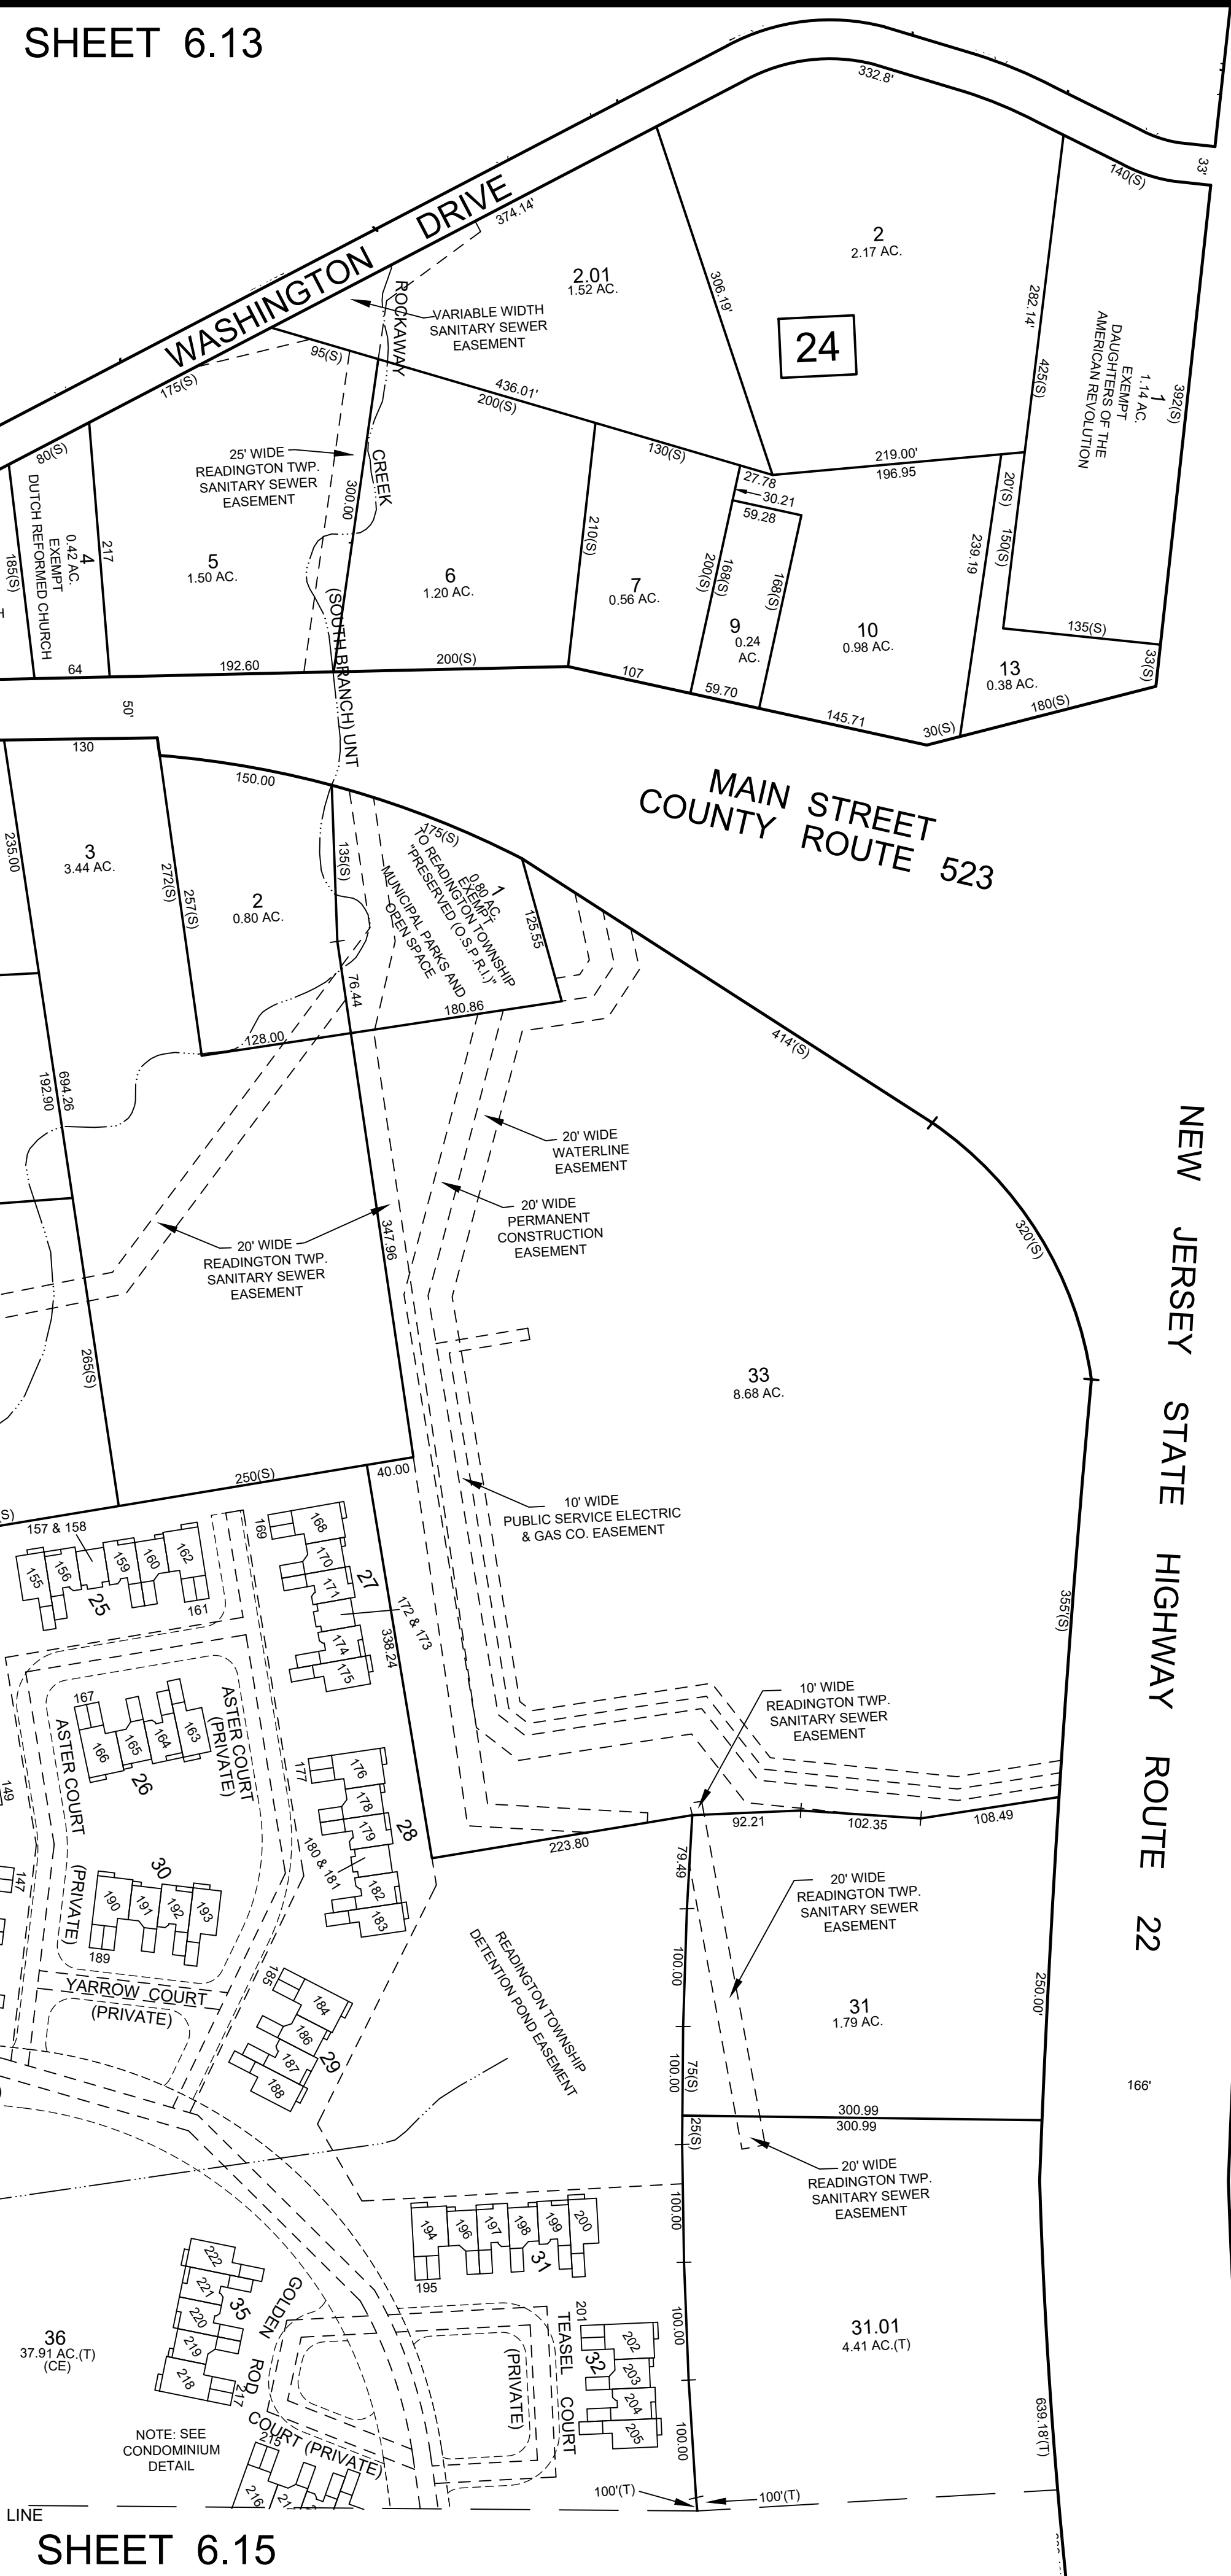 SHEET 6.13
WASHINGTON DRIVE
332.8'
374.14'
140(S)
33'
2
2.17 AC.
2.01
1.52 AC.
306.19'
24
282.14'
425(S)
1
1.14 AC.
EXEMPT
DAUGHTERS OF THE
AMERICAN REVOLUTION
392(S)
VARIABLE WIDTH
SANITARY SEWER
EASEMENT
ROCKAWAY
CREEK
(SOUTH BRANCH) UNT
95(S)
175(S)
436.01'
200(S)
130(S)
80(S)
25' WIDE
READINGTON TWP.
SANITARY SEWER
EASEMENT
300.00
219.00'
196.95
27.78
30.21
59.28
20'(S)
150(S)
239.19
210(S)
200(S)
168(S)
168(S)
185(S)
DUTCH REFORMED CHURCH
EXEMPT
0.42 AC.
4
217
5
1.50 AC.
6
1.20 AC.
7
0.56 AC.
9
0.24
AC.
10
0.98 AC.
135(S)
13
0.38 AC.
33(S)
180(S)
30(S)
64
192.60
200(S)
107
59.70
145.71
50'
MAIN STREET
COUNTY ROUTE 523
130
150.00
175(S)
235.00
3
3.44 AC.
272(S)
257(S)
2
0.80 AC.
135(S)
76.44
1
0.80 AC.
EXEMPT
TO READINGTON TOWNSHIP
"PRESERVED (O.S.P.R.I.)"
MUNICIPAL PARKS AND
OPEN SPACE
125.55
180.86
128.00
192.90
694.26
414'(S)
20' WIDE
WATERLINE
EASEMENT
20' WIDE
PERMANENT
CONSTRUCTION
EASEMENT
20' WIDE
READINGTON TWP.
SANITARY SEWER
EASEMENT
347.96
320'(S)
NEW JERSEY STATE HIGHWAY ROUTE 22
265(S)
33
8.68 AC.
250(S)
40.00
10' WIDE
PUBLIC SERVICE ELECTRIC
& GAS CO. EASEMENT
157 & 158
155
156
159
160
162
161
25
169
168
170
171
27
172 & 173
174
175
338.24
355'(S)
167
166
165
164
163
26
ASTER COURT
(PRIVATE)
ASTER COURT
(PRIVATE)
149
147
177
176
178
179
28
180 & 181
182
183
10' WIDE
READINGTON TWP.
SANITARY SEWER
EASEMENT
223.80
92.21
102.35
108.49
79.49
30
190
191
192
193
189
YARROW COURT
(PRIVATE)
185
184
186
187
188
29
READINGTON TOWNSHIP
DETENTION POND EASEMENT
20' WIDE
READINGTON TWP.
SANITARY SEWER
EASEMENT
100.00
31
1.79 AC.
250.00'
100.00
75(S)
166'
300.99
300.99
25(S)
20' WIDE
READINGTON TWP.
SANITARY SEWER
EASEMENT
100.00
194
196
197
198
199
200
195
31
222
221
220
219
218
217
35
GOLDEN ROD COURT (PRIVATE)
TEASEL COURT
(PRIVATE)
201
202
203
204
205
32
100.00
31.01
4.41 AC.(T)
639.18'(T)
36
37.91 AC.(T)
(CE)
NOTE: SEE
CONDOMINIUM
DETAIL
215
216
100.00
100'(T)
100'(T)
LINE
SHEET 6.15